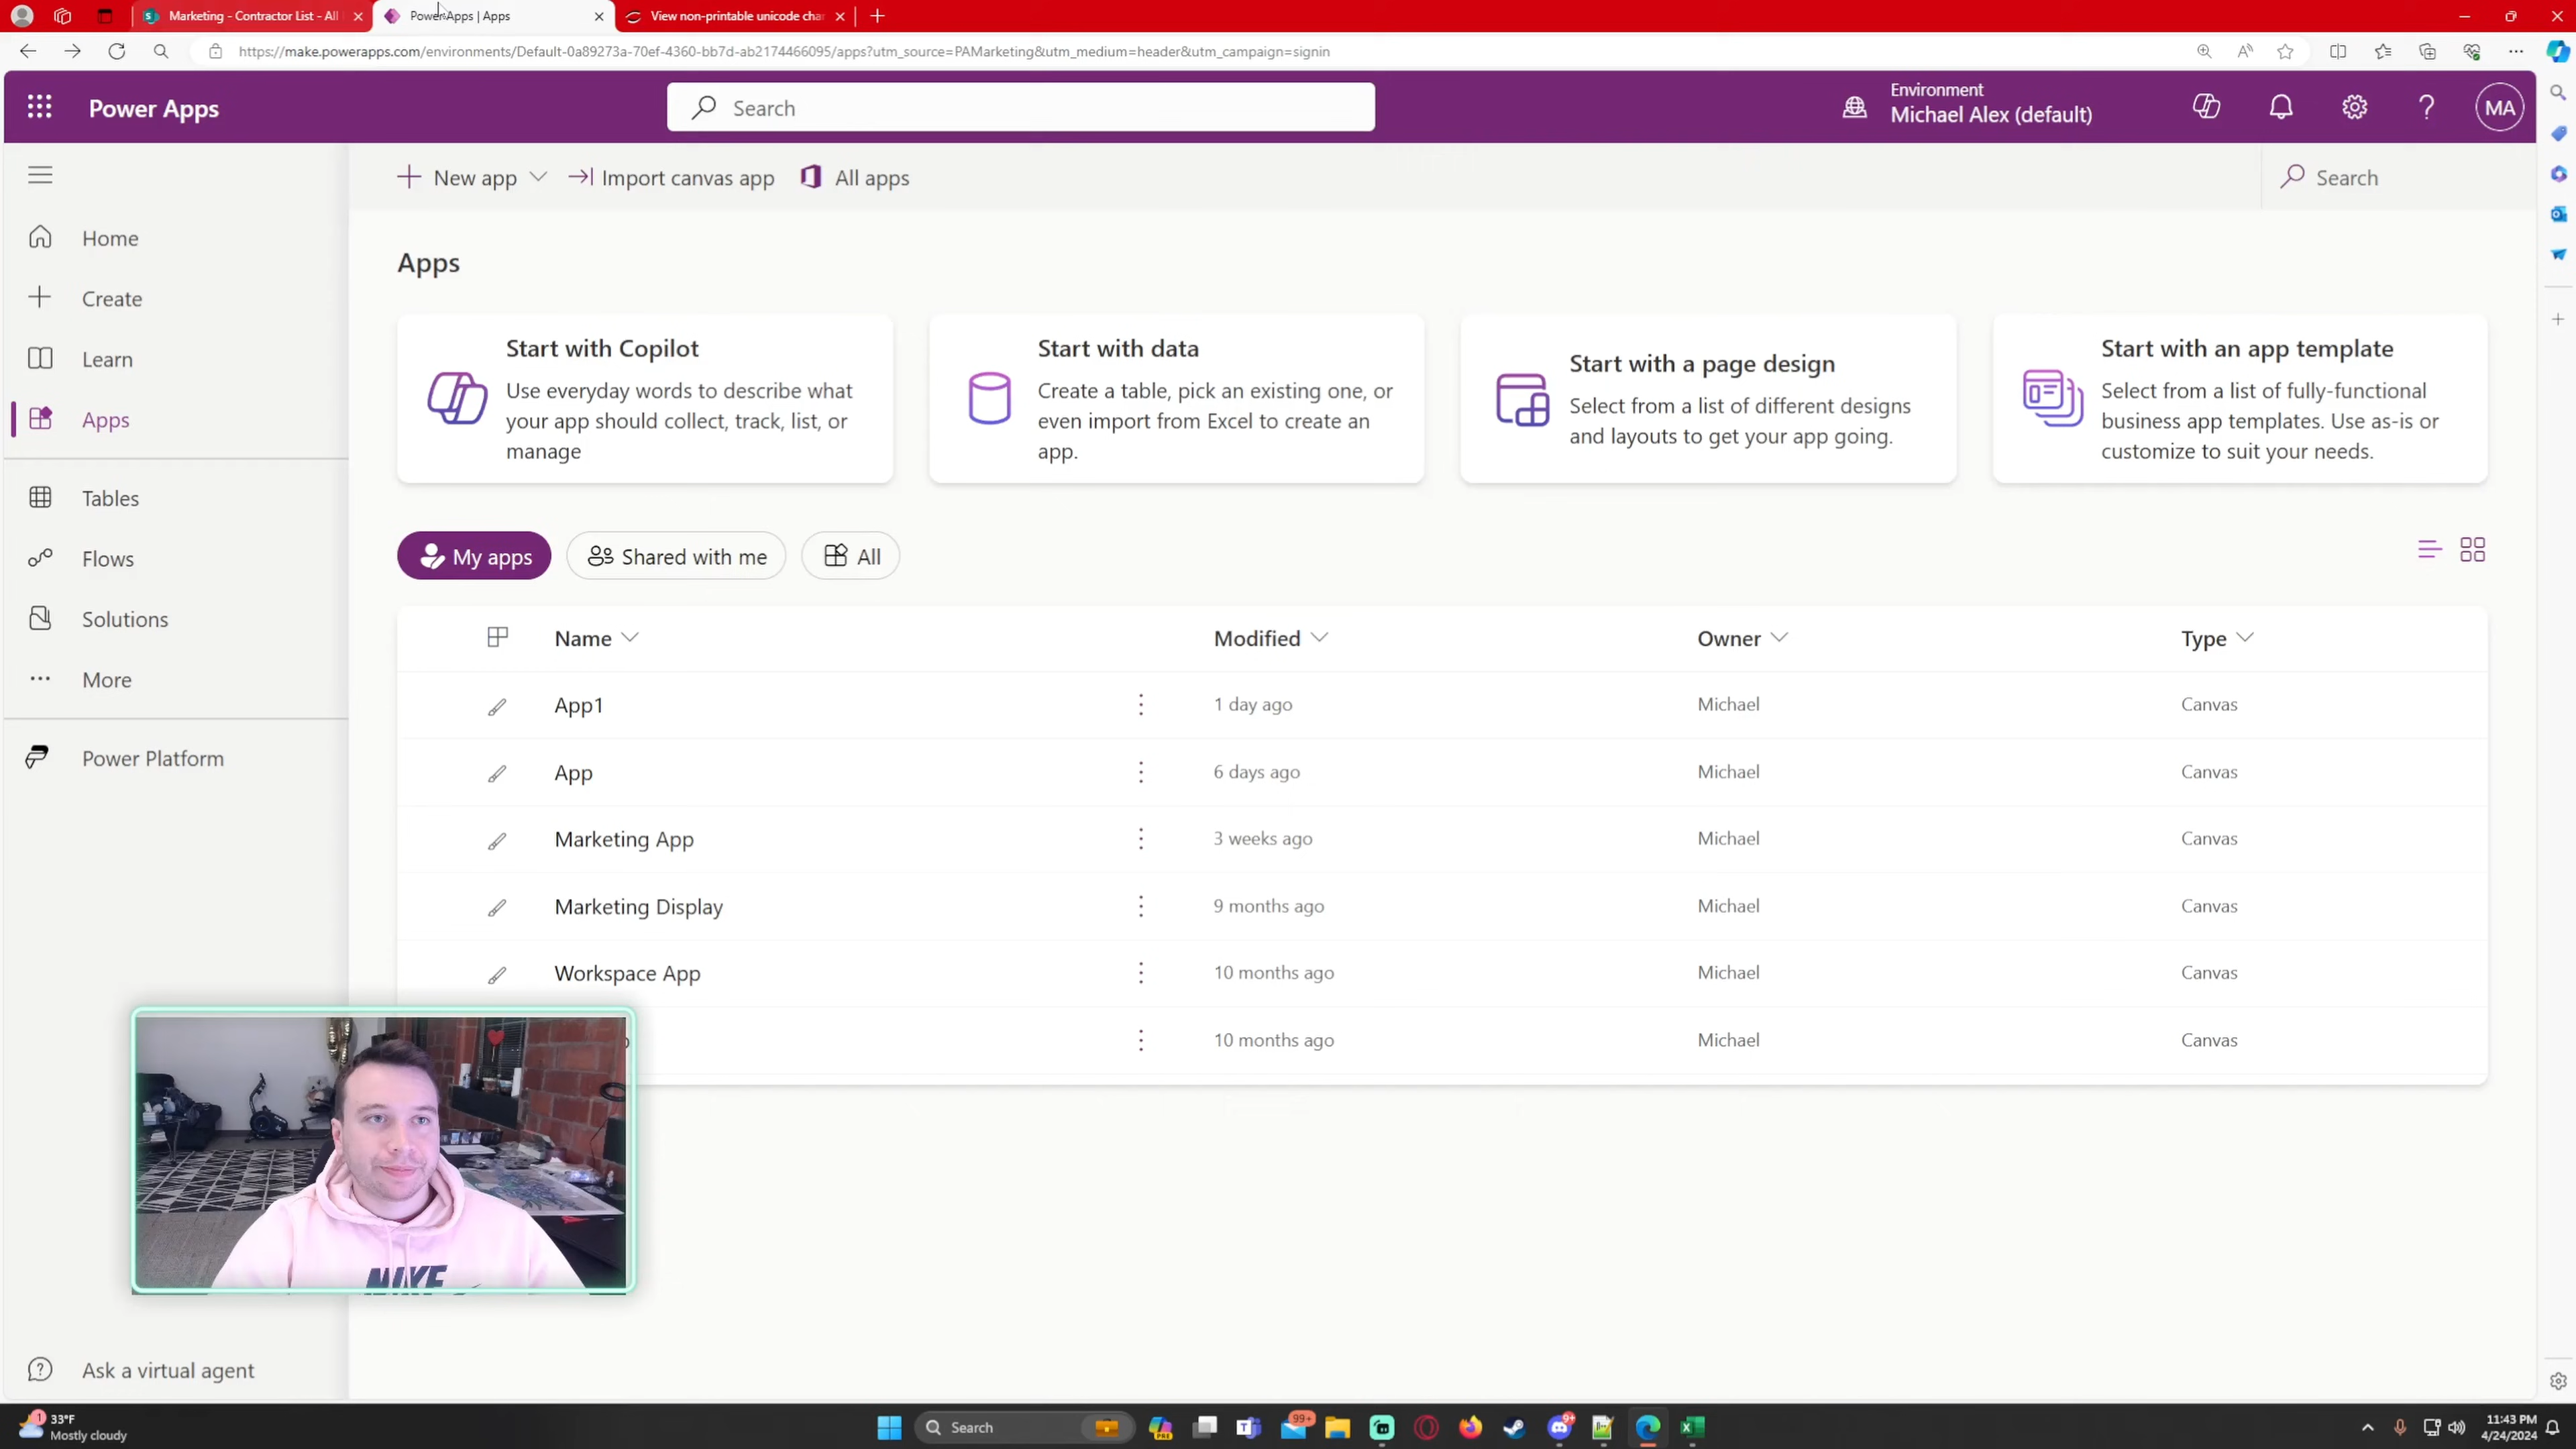 Marketing - Contractor List - All
PowerApps | Apps
View non-printable unicode cha
https://make.powerapps.com/environments/Default-0a89273a-70ef-4360-bb7d-ab2174466095/apps?utm_source=PAMarketing&utm_medium=header&utm_campaign=signin
Power Apps
Search
Environment
Michael Alex (default)
MA
New app
Import canvas app
All apps
Search
Home
Create
Learn
Apps
Tables
Flows
Solutions
More
Power Platform
Ask a virtual agent
Apps
Start with Copilot
Use everyday words to describe what
your app should collect, track, list, or
manage
Start with data
Create a table, pick an existing one, or
even import from Excel to create an
app.
Start with a page design
Select from a list of different designs
and layouts to get your app going.
Start with an app template
Select from a list of fully-functional
business app templates. Use as-is or
customize to suit your needs.
My apps
Shared with me
All
Name Modified Owner Type
App1 1 day ago Michael Canvas
App 6 days ago Michael Canvas
Marketing App 3 weeks ago Michael Canvas
Marketing Display 9 months ago Michael Canvas
Workspace App 10 months ago Michael Canvas
10 months ago Michael Canvas
NIKE
1
33°F
Mostly cloudy
Search
PRE
99+
9+
11:43 PM
4/24/2024